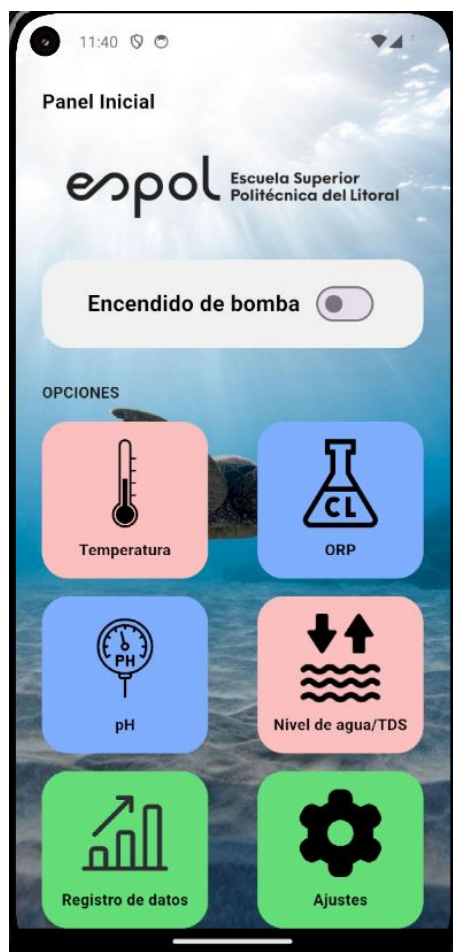 11:40
Panel Inicial
espol Escuela Superior
Politécnica del Litoral
Encendido de bomba
OPCIONES
CL
Temperatura
ORP
PH
pH
Nivel de agua/TDS
Registro de datos
Ajustes